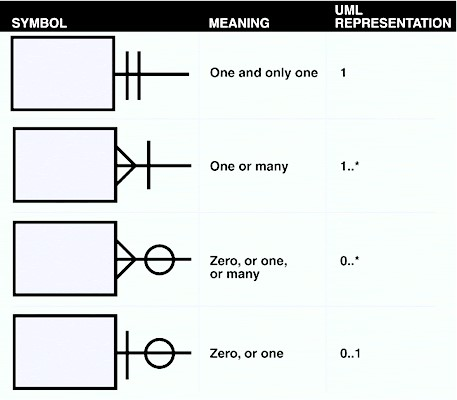 SYMBOL MEANING UML REPRESENTATION
One and only one 1
One or many 1..*
Zero, or one, or many 0..*
Zero, or one 0..1